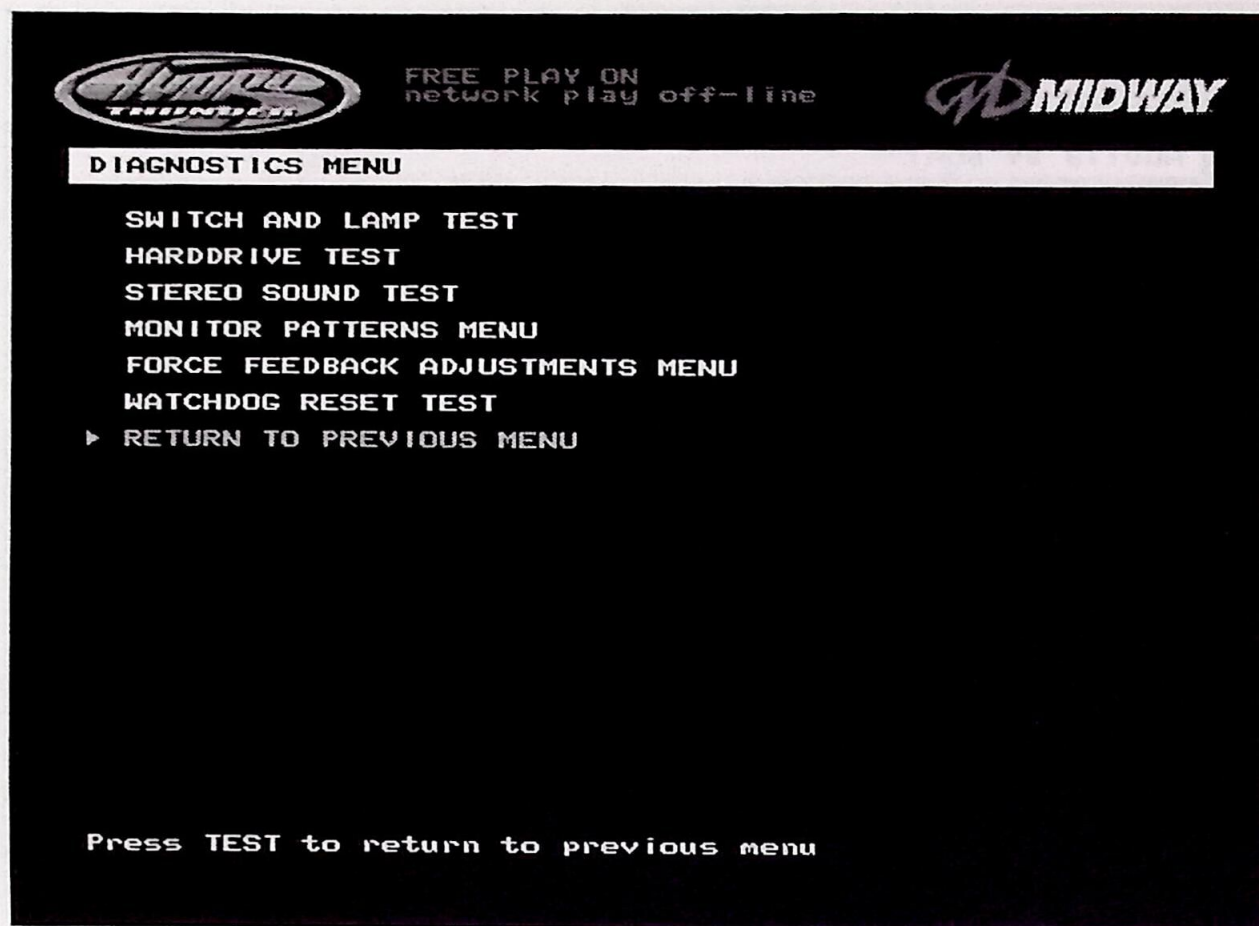 HYDRO
THUNDER
FREE PLAY ON
network play off-line
MIDWAY
DIAGNOSTICS MENU
SWITCH AND LAMP TEST
HARDDRIVE TEST
STEREO SOUND TEST
MONITOR PATTERNS MENU
FORCE FEEDBACK ADJUSTMENTS MENU
WATCHDOG RESET TEST
RETURN TO PREVIOUS MENU
Press TEST to return to previous menu